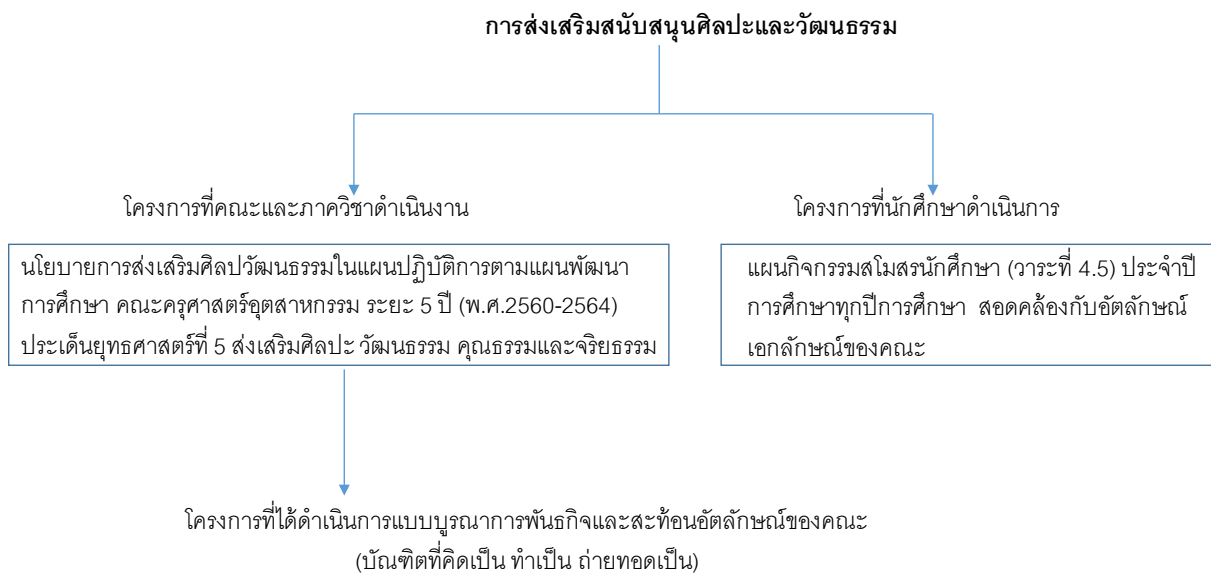 การส่งเสริมสนับสนุนศิลปะและวัฒนธรรม
โครงการที่คณะและภาควิชาดำเนินงาน
นโยบายการส่งเสริมศิลปวัฒนธรรมในแผนปฏิบัติการตามแผนพัฒนา
การศึกษา คณะครุศาสตร์อุตสาหกรรม ระยะ 5 ปี (พ.ศ.2560-2564)
ประเด็นยุทธศาสตร์ที่ 5 ส่งเสริมศิลปะ วัฒนธรรม คุณธรรมและจริยธรรม
โครงการที่นักศึกษาดำเนินการ
แผนกิจกรรมสโมสรนักศึกษา (วาระที่ 4.5) ประจำปี
การศึกษาทุกปีการศึกษา สอดคล้องกับอัตลักษณ์
เอกลักษณ์ของคณะ
โครงการที่ได้ดำเนินการแบบบูรณาการพันธกิจและสะท้อนอัตลักษณ์ของคณะ
(บัณฑิตที่คิดเป็น ทำเป็น ถ่ายทอดเป็น)